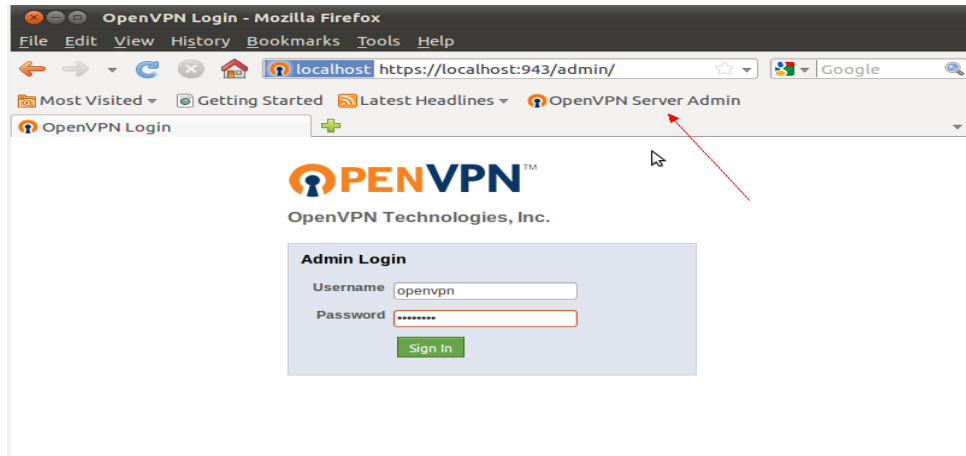 OpenVPN Login - Mozilla Firefox
File Edit View History Bookmarks Tools Help
localhost https://localhost:943/admin/ Google
Most Visited Getting Started Latest Headlines OpenVPN Server Admin
OpenVPN Login
OPENVPN™
OpenVPN Technologies, Inc.
Admin Login
Username openvpn
Password ••••••••
Sign In